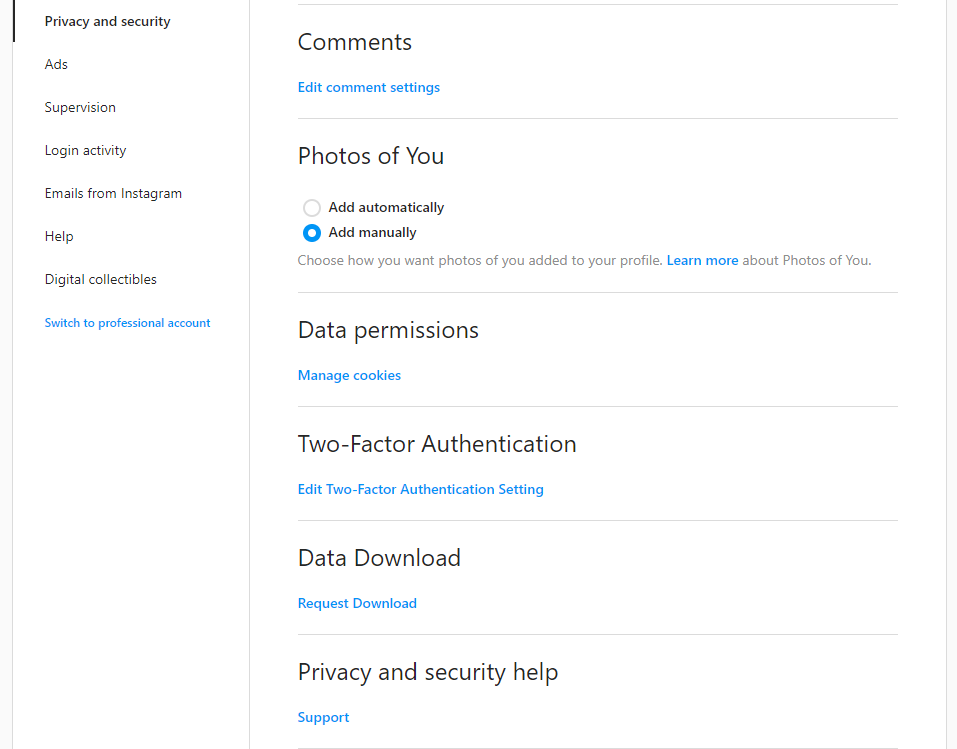 Privacy and security
Ads
Supervision
Login activity
Emails from Instagram
Help
Digital collectibles
Switch to professional account
Comments
Edit comment settings
Photos of You
Add automatically
Add manually
Choose how you want photos of you added to your profile. Learn more about Photos of You.
Data permissions
Manage cookies
Two-Factor Authentication
Edit Two-Factor Authentication Setting
Data Download
Request Download
Privacy and security help
Support